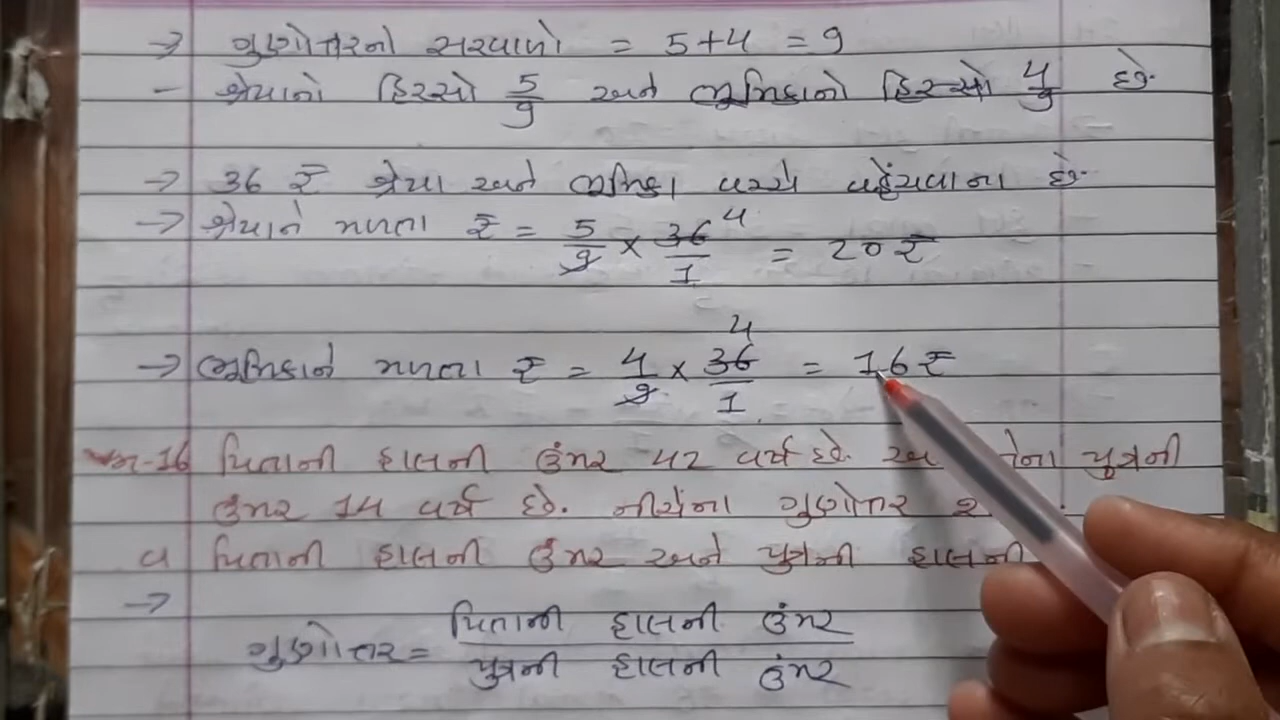 → ગુણોત્તરનો સરવાળો = 5+4 = 9
- શ્રેયાનો હિસ્સો 5/9 અને ભૂમિકાનો હિસ્સો 4/9 છે.
→ 36 ₹ શ્રેયા અને ભૂમિકા વચ્ચે વહેંચવાના છે.
→ શ્રેયાને મળતા ₹ = 5/9 × 36/1 4 = 20 ₹
→ ભૂમિકાને મળતા ₹ = 4/9 × 36/1 4 = 16 ₹
-16 પિતાની હાલની ઉંમર 42 વર્ષ છે. પુત્રની
ઉંમર 14 વર્ષ છે. નીચેના ગુણોત્તર
પિતાની હાલની ઉંમર અને પુત્રની હાલની
→
ગુણોત્તર = પિતાની હાલની ઉંમર
પુત્રની હાલની ઉંમર